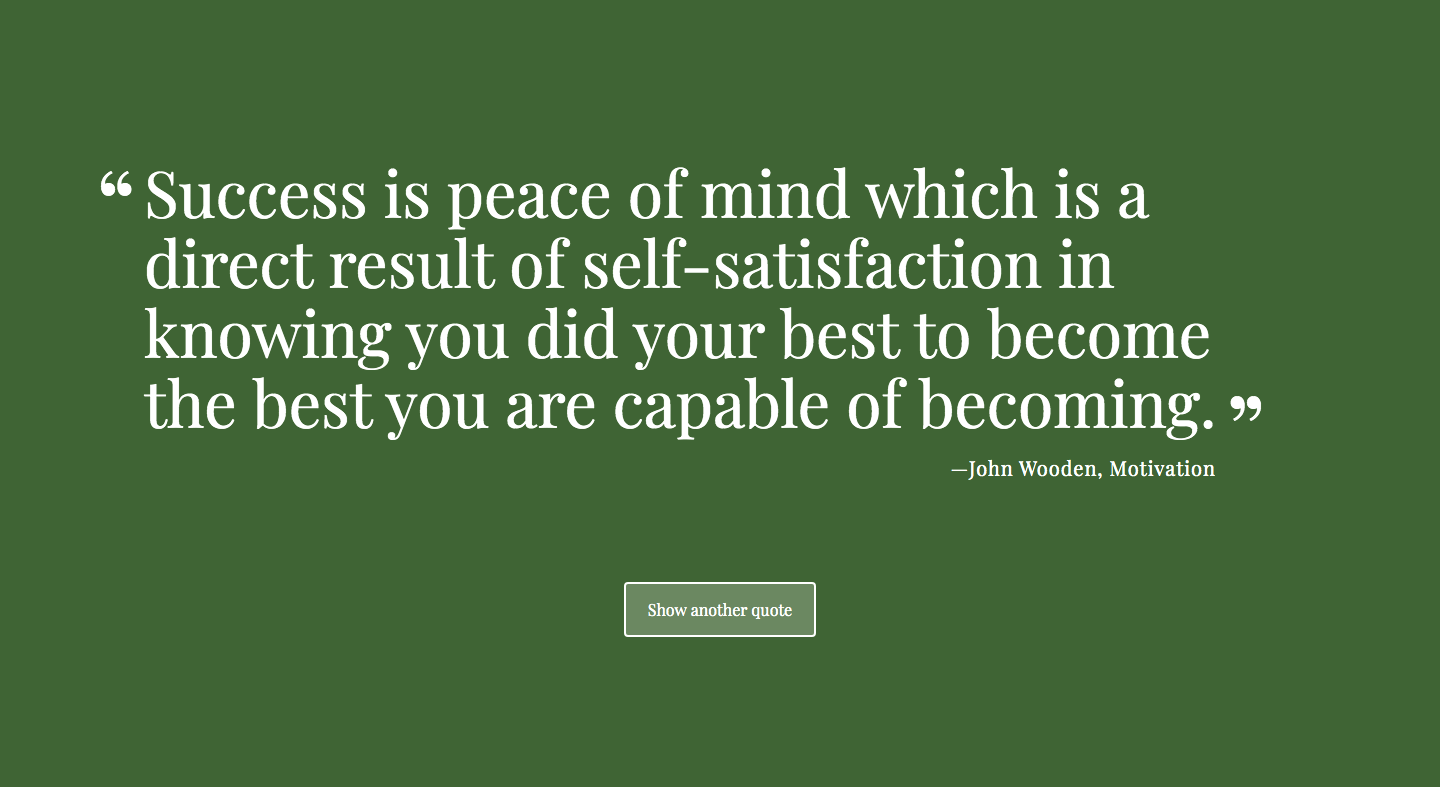 “ Success is peace of mind which is a
direct result of self-satisfaction in
knowing you did your best to become
the best you are capable of becoming. ”
—John Wooden, Motivation
Show another quote